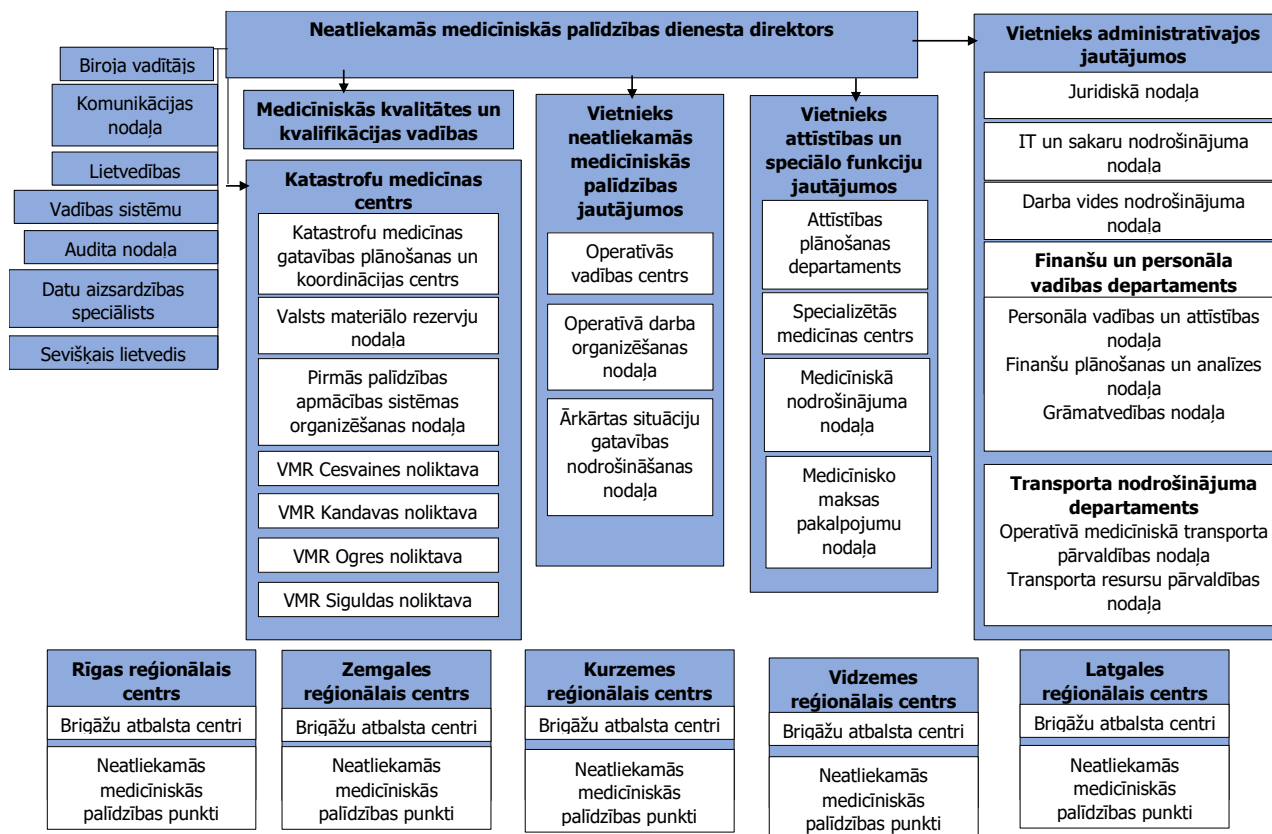 Neatliekamās medicīniskās palīdzības dienesta direktors
Biroja vadītājs
Komunikācijas
nodaļa
Lietvedības
Vadības sistēmu
Audita nodaļa
Datu aizsardzības
speciālists
Sevišķais lietvedis
Medicīniskās kvalitātes un
kvalifikācijas vadības
Katastrofu medicīnas
centrs
Katastrofu medicīnas
gatavības plānošanas un
koordinācijas centrs
Valsts materiālo rezervju
nodaļa
Pirmās palīdzības
apmācības sistēmas
organizēšanas nodaļa
VMR Cesvaines noliktava
VMR Kandavas noliktava
VMR Ogres noliktava
VMR Siguldas noliktava
Vietnieks
neatliekamās
medicīniskās
palīdzības
jautājumos
Operatīvās
vadības centrs
Operatīvā darba
organizēšanas
nodaļa
Ārkārtas situāciju
gatavības
nodrošināšanas
nodaļa
Vietnieks
attīstības un
speciālo funkciju
jautājumos
Attīstības
plānošanas
departaments
Specializētās
medicīnas centrs
Medicīniskā
nodrošinājuma
nodaļa
Medicīnisko
maksas
pakalpojumu
nodaļa
Vietnieks administratīvajos
jautājumos
Juridiskā nodaļa
IT un sakaru nodrošinājuma
nodaļa
Darba vides nodrošinājuma
nodaļa
Finanšu un personāla
vadības departaments
Personāla vadības un attīstības
nodaļa
Finanšu plānošanas un analīzes
nodaļa
Grāmatvedības nodaļa
Transporta nodrošinājuma
departaments
Operatīvā medicīniskā transporta
pārvaldības nodaļa
Transporta resursu pārvaldības
nodaļa
Rīgas reģionālais
centrs
Brigāžu atbalsta centri
Neatliekamās
medicīniskās
palīdzības punkti
Zemgales
reģionālais centrs
Brigāžu atbalsta centri
Neatliekamās
medicīniskās
palīdzības punkti
Kurzemes
reģionālais centrs
Brigāžu atbalsta centri
Neatliekamās
medicīniskās
palīdzības punkti
Vidzemes
reģionālais centrs
Brigāžu atbalsta centri
Neatliekamās
medicīniskās
palīdzības punkti
Latgales
reģionālais centrs
Brigāžu atbalsta centri
Neatliekamās
medicīniskās
palīdzības punkti